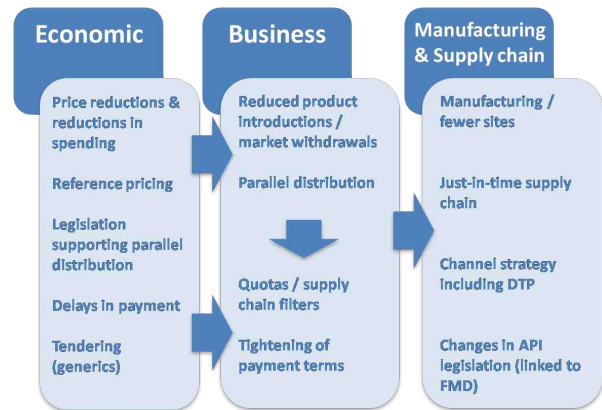 Economic
Price reductions &
reductions in
spending
Reference pricing
Legislation
supporting parallel
distribution
Delays in payment
Tendering
(generics)
Business
Reduced product
introductions /
market withdrawals
Parallel distribution
Quotas / supply
chain filters
Tightening of
payment terms
Manufacturing
& Supply chain
Manufacturing /
fewer sites
Just-in-time supply
chain
Channel strategy
including DTP
Changes in API
legislation (linked to
FMD)